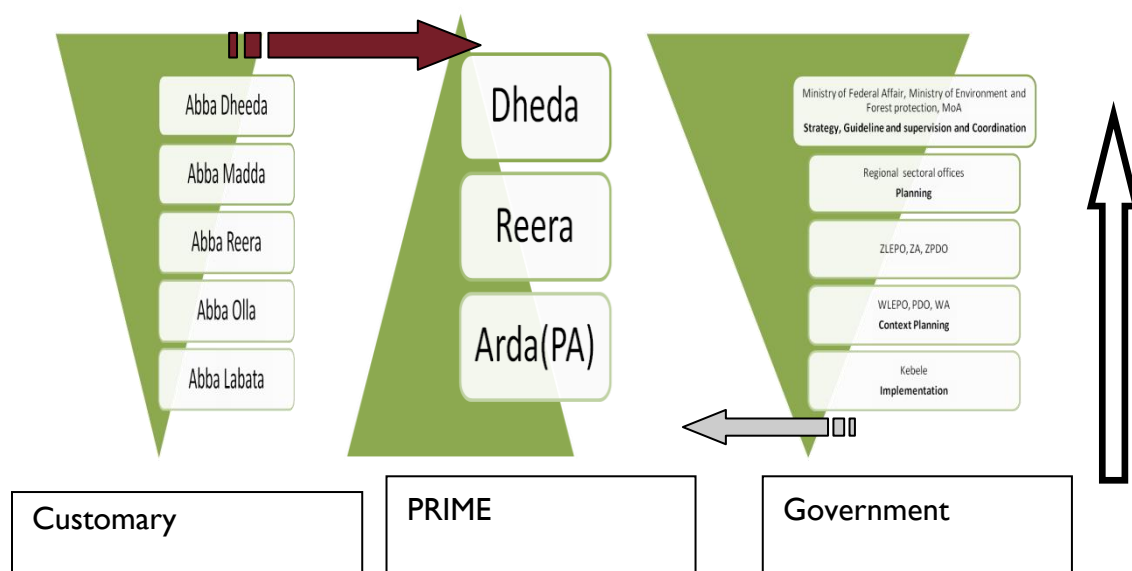 Abba Dheeda
Abba Madda
Abba Reera
Abba Olla
Abba Labata
Dheda
Reera
Arda(PA)
Ministry of Federal Affair, Ministry of Environment and
Forest protection, MoA
Strategy, Guideline and supervision and Coordination
Regional sectoral offices
Planning
ZLEPO, ZA, ZPDO
WLEPO, PDO, WA
Context Planning
Kebele
Implementation
Customary
PRIME
Government